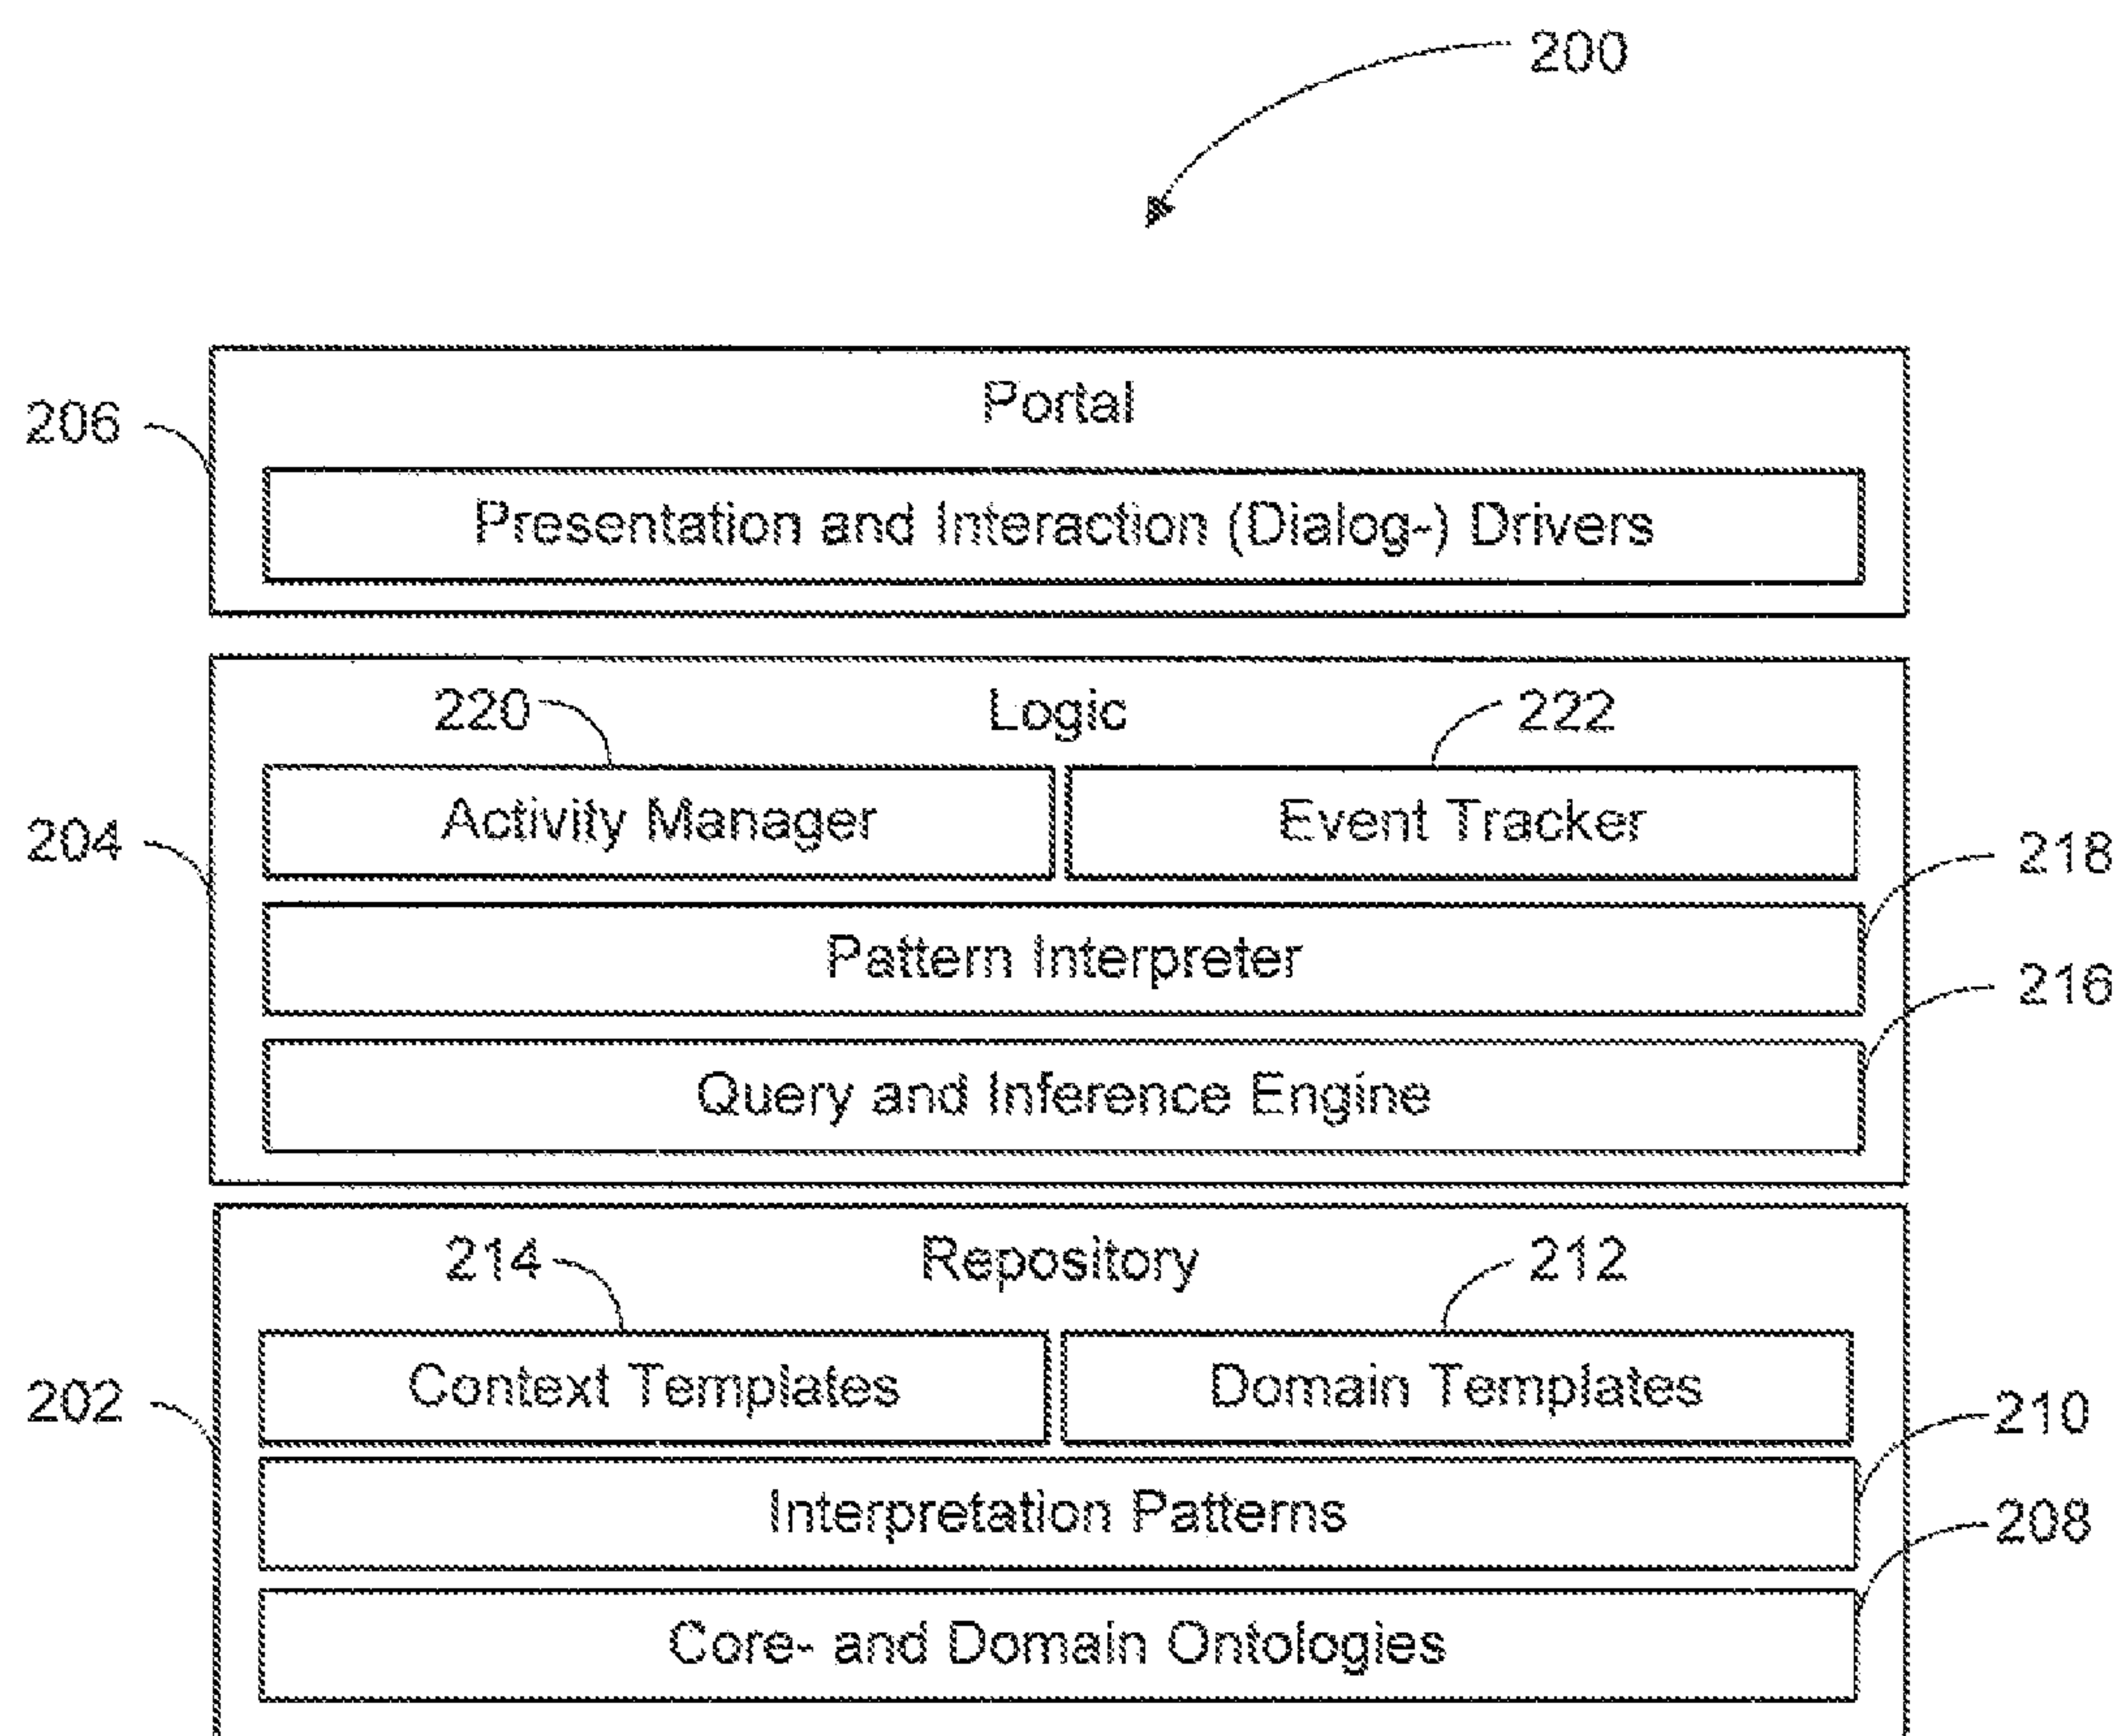 200
Portal
206
Presentation and Interaction (Dialog-) Drivers
220
Logic
222
Activity Manager
Event Tracker
204
218
Pattern Interpreter
216
Query and Inference Engine
214
Repository
212
Context Templates
Domain Templates
202
210
Interpretation Patterns
208
Core- and Domain Ontologies